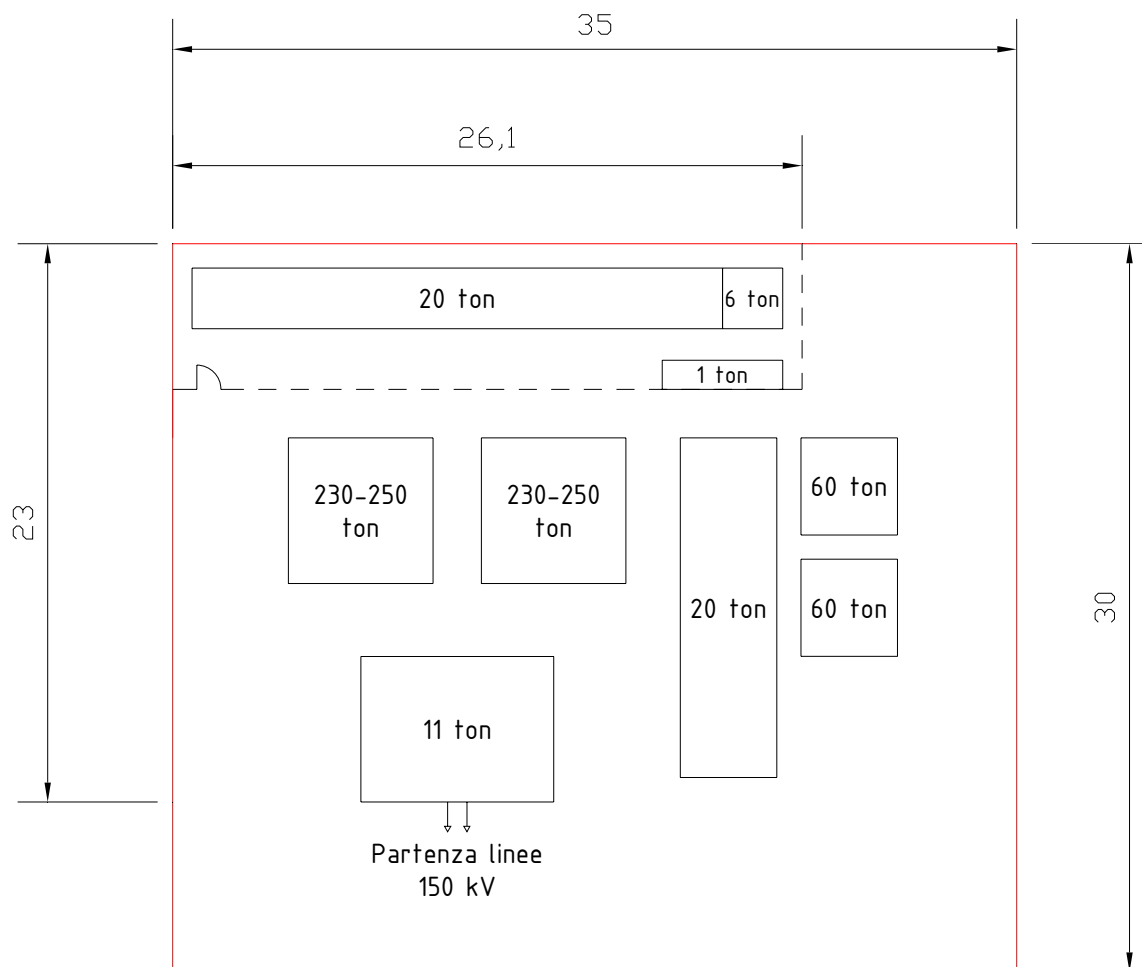 35
26,1
20 ton
6 ton
1 ton
230-250
ton
230-250
ton
60 ton
23
20 ton
60 ton
30
11 ton
Partenza linee
150 kV